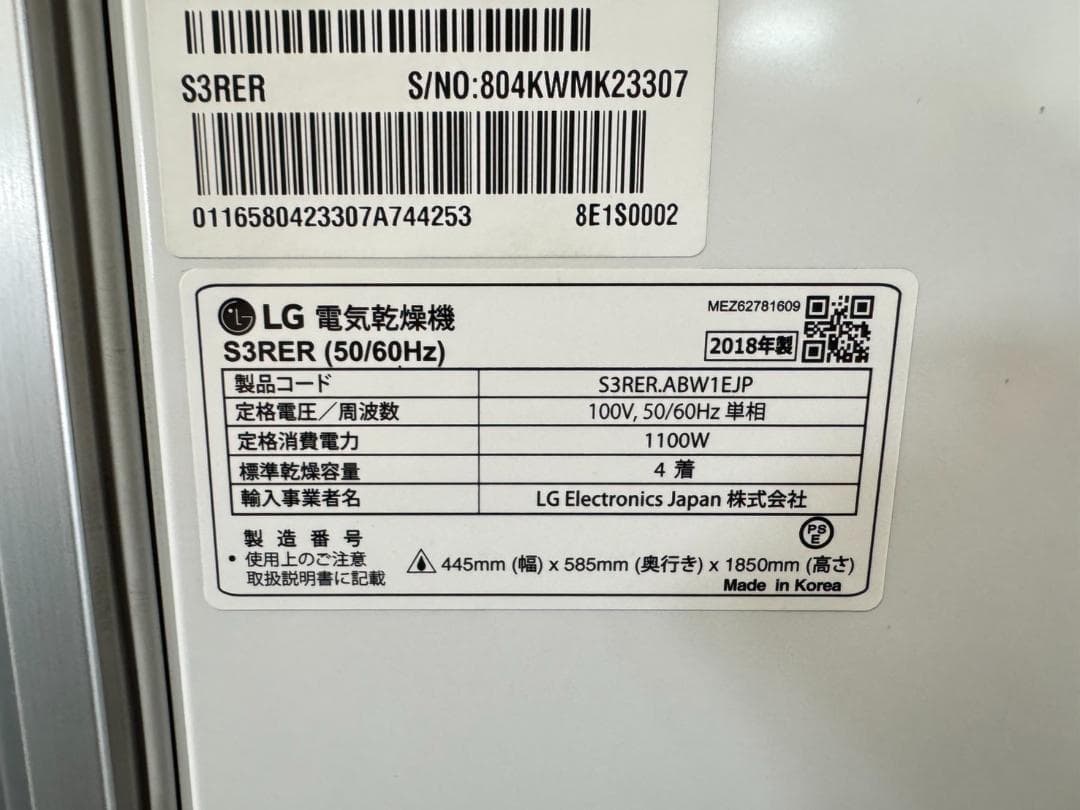 S3RER S/NO:804KWMK23307
0116580423307A744253 8E1S0002
LG 電気乾燥機 MEZ62781609
S3RER (50/60Hz) 2018年製
製品コード S3RER.ABW1EJP
定格電圧／周波数 100V, 50/60Hz 単相
定格消費電力 1100W
標準乾燥容量 4 着
輸入事業者名 LG Electronics Japan 株式会社
製造番号
PS
E
• 使用上のご注意
取扱説明書に記載
445mm (幅) x 585mm (奥行き) x 1850mm (高さ)
Made in Korea